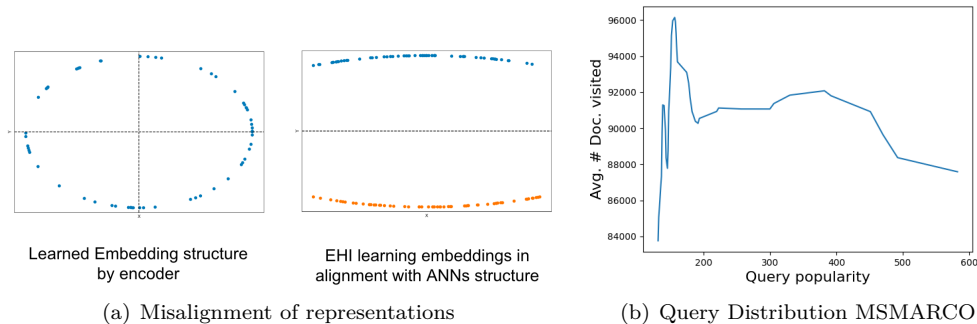 Learned Embedding structure
by encoder
x
EHI learning embeddings in
alignment with ANNs structure
x
(a) Misalignment of representations
Avg. # Doc. visited
96000
94000
92000
90000
88000
86000
84000
200
300
400
500
600
Query popularity
(b) Query Distribution MSMARCO